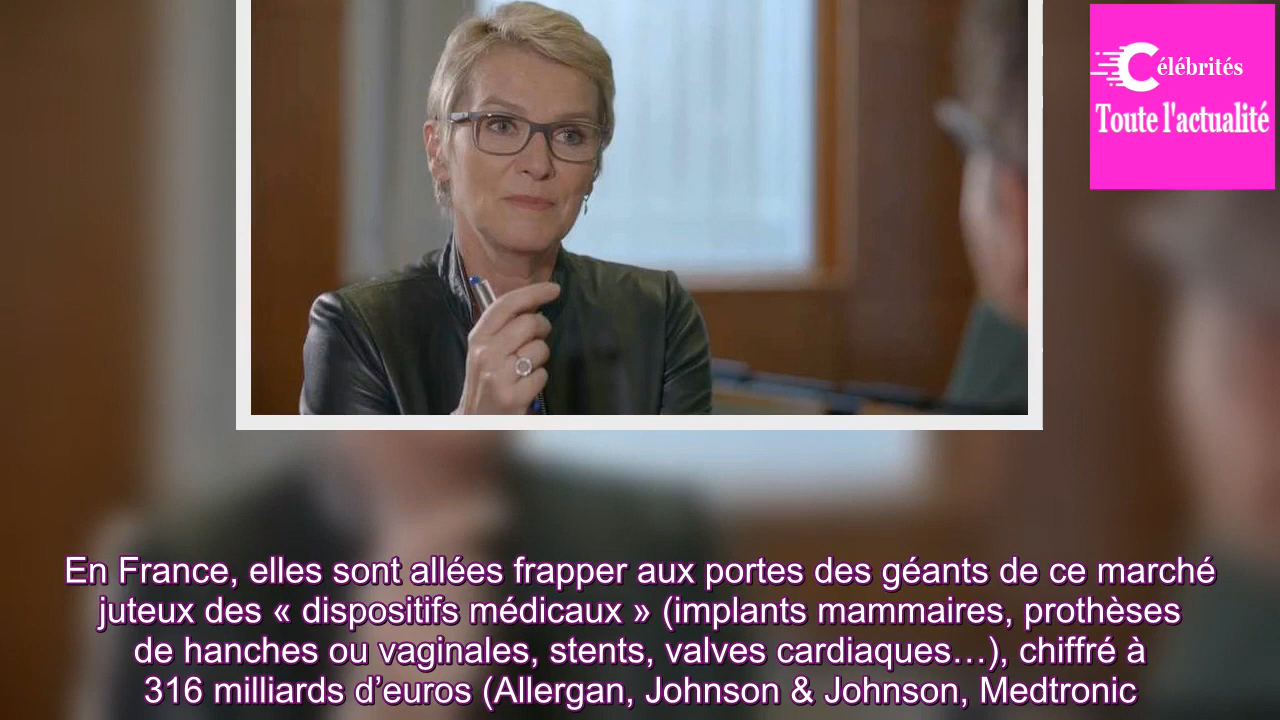 Célébrités
Toute l'actualité
En France, elles sont allées frapper aux portes des géants de ce marché
juteux des « dispositifs médicaux » (implants mammaires, prothèses
de hanches ou vaginales, stents, valves cardiaques…), chiffré à
316 milliards d’euros (Allergan, Johnson & Johnson, Medtronic